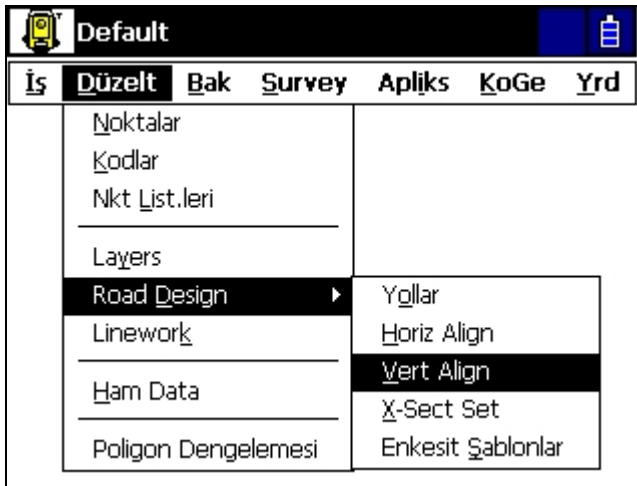 Default
İş Düzelt Bak Survey Apliks KoGe Yrd
Noktalar
Kodlar
Nkt List.leri
Layers
Road Design
Linework
Ham Data
Poligon Dengelemesi
Yollar
Horiz Align
Vert Align
X-Sect Set
Enkesit Şablonlar